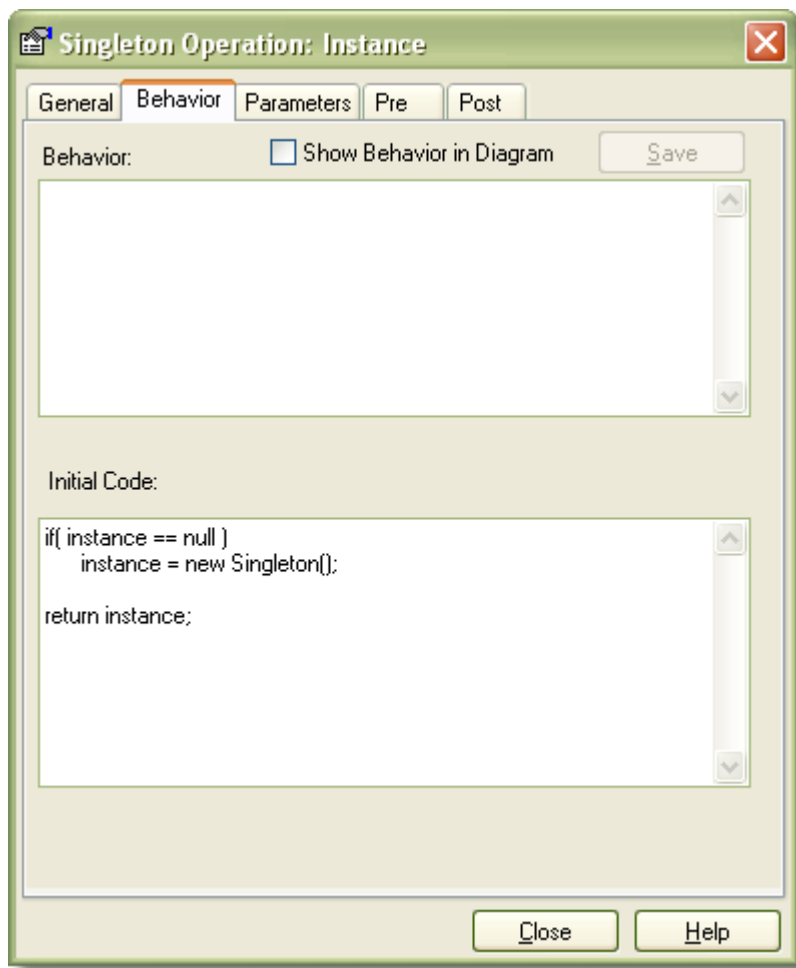 Singleton Operation: Instance
General Behavior Parameters Pre Post
Behavior: Show Behavior in Diagram Save
Initial Code:
if( instance == null )
instance = new Singleton();
return instance;
Close Help